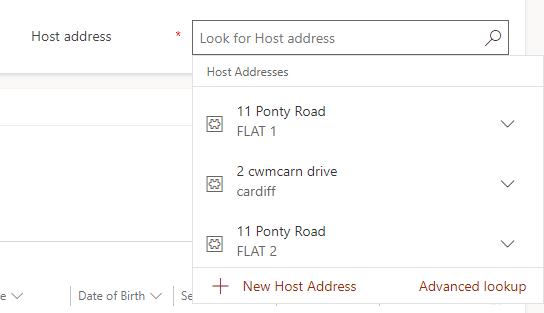 Host address * Look for Host address
Host Addresses
11 Ponty Road
FLAT 1
2 cwmcarn drive
cardiff
11 Ponty Road
FLAT 2
New Host Address Advanced lookup
Date of Birth